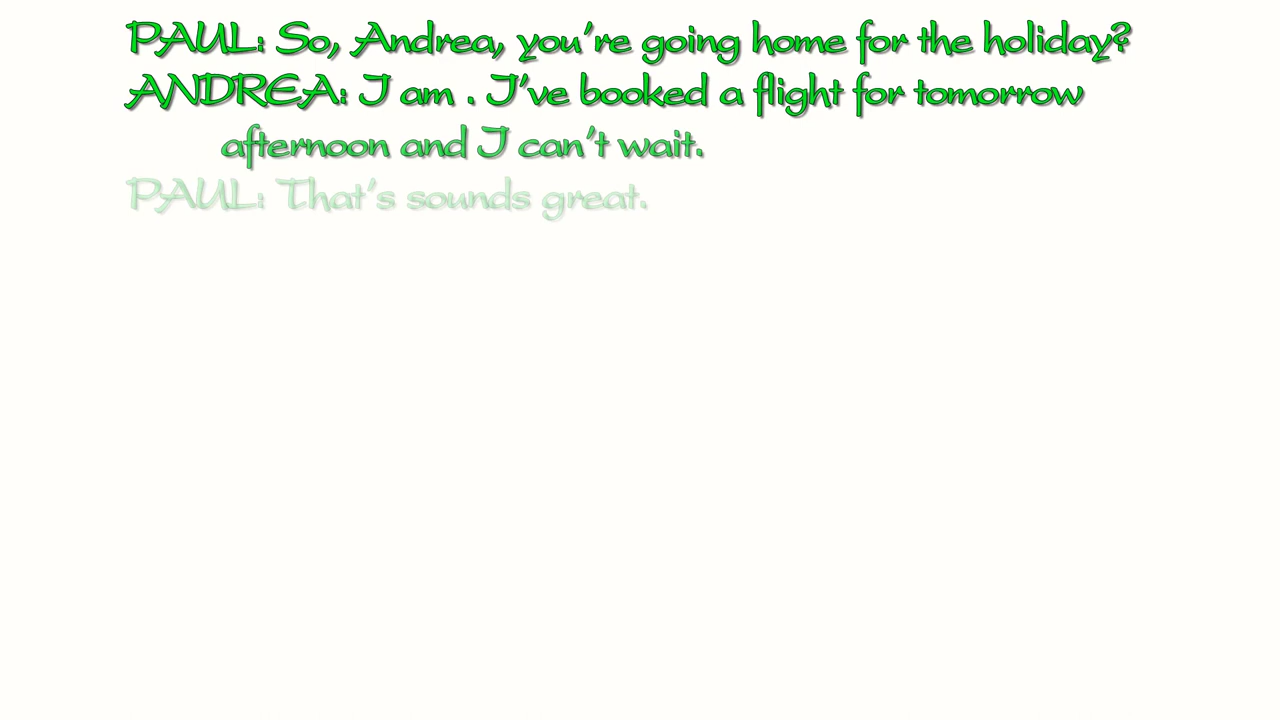 PAUL: So, Andrea, you're going home for the holiday?
ANDREA: I am . I've booked a flight for tomorrow
afternoon and I can't wait.
PAUL: That's sounds great.